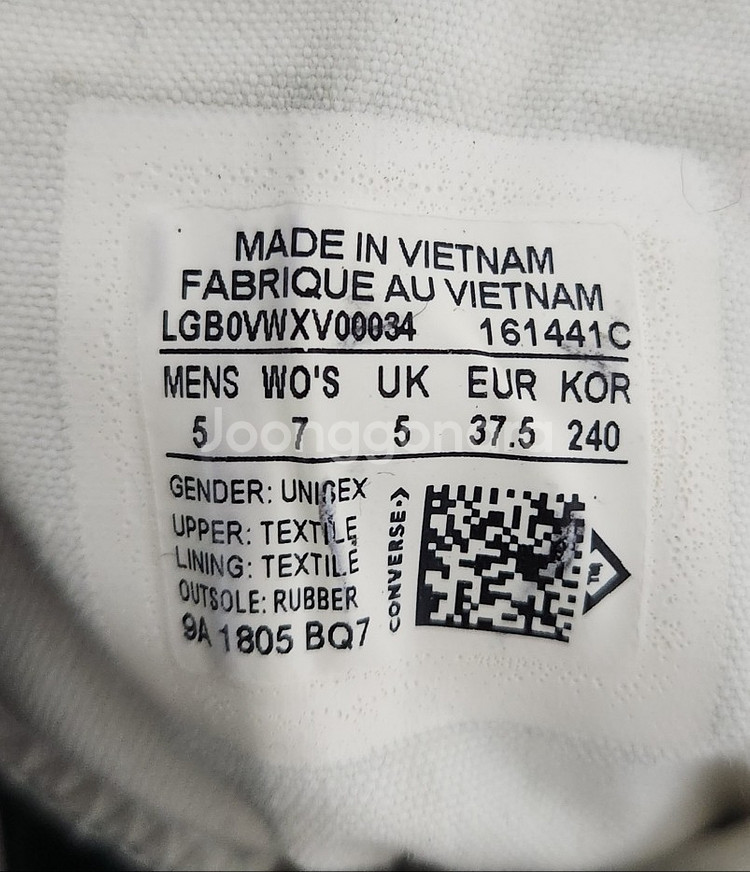 MADE IN VIETNAM
FABRIQUE AU VIETNAM
LGB0VWXV00034 161441C
MENS WO'S UK EUR KOR
5 7 5 37.5 240
Joonggonara
GENDER: UNISEX
UPPER: TEXTILE
LINING: TEXTILE
OUTSOLE: RUBBER
9A 1805 BQ7
CONVERSE